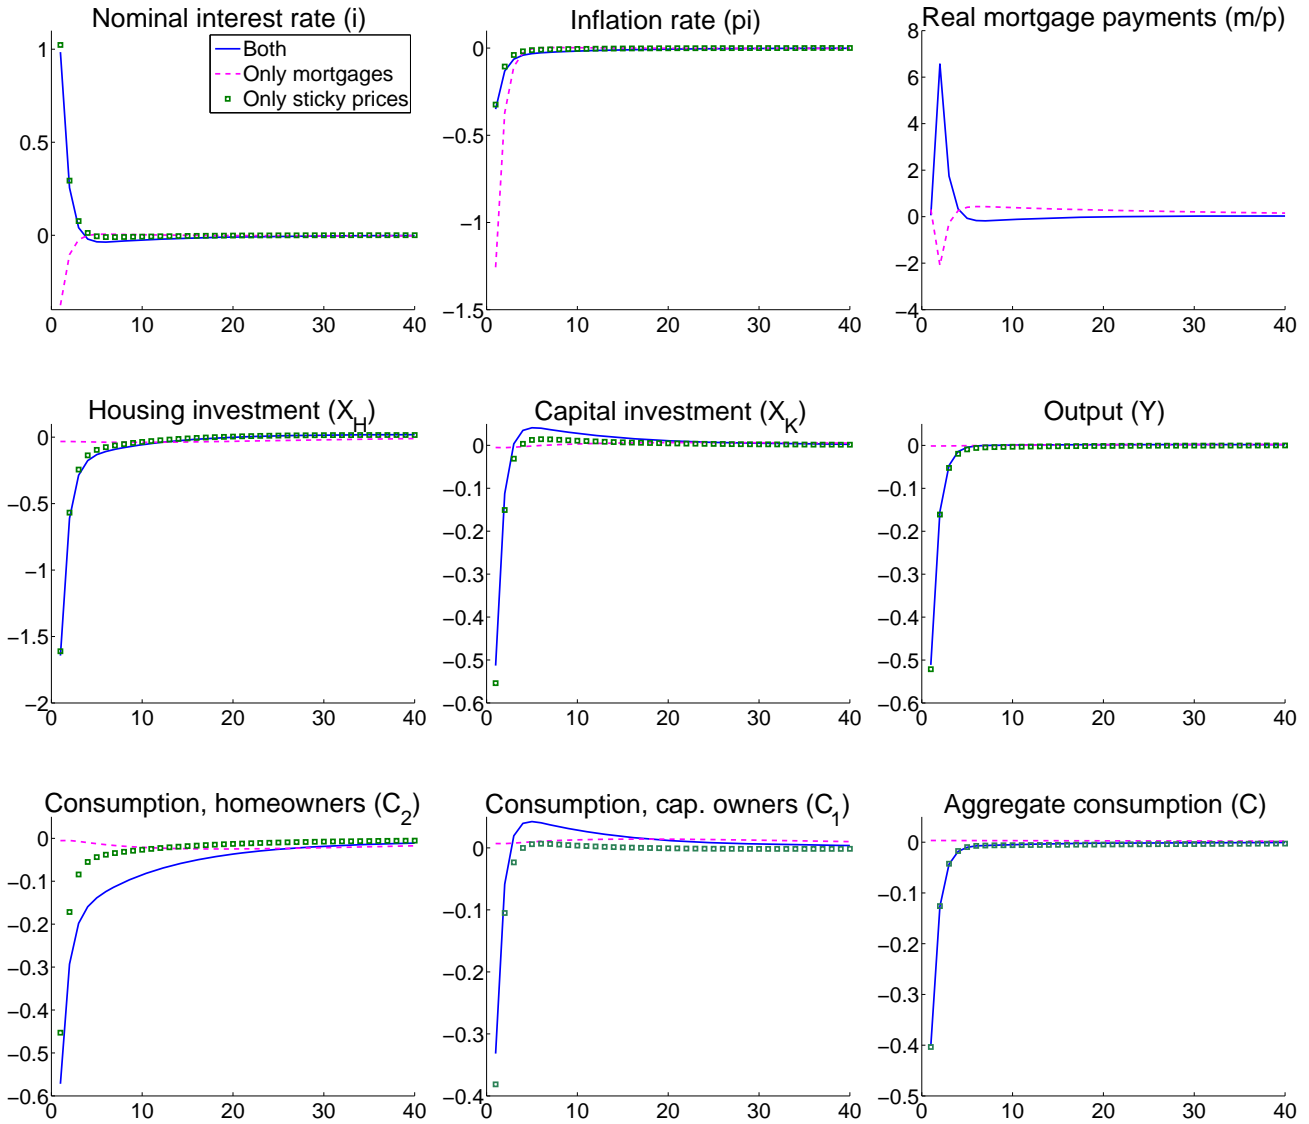 Nominal interest rate (i)
1
0.5
0
0 10 20 30 40
Both
Only mortgages
Only sticky prices
Inflation rate (pi)
0
−0.5
−1
−1.5
0 10 20 30 40
Real mortgage payments (m/p)
8
6
4
2
0
−2
−4
0 10 20 30 40
Housing investment (X_H)
0
−0.5
−1
−1.5
−2
0 10 20 30 40
Capital investment (X_K)
0
−0.1
−0.2
−0.3
−0.4
−0.5
−0.6
0 10 20 30 40
Output (Y)
0
−0.1
−0.2
−0.3
−0.4
−0.5
−0.6
0 10 20 30 40
Consumption, homeowners (C_2)
0
−0.1
−0.2
−0.3
−0.4
−0.5
−0.6
0 10 20 30 40
Consumption, cap. owners (C_1)
0
−0.1
−0.2
−0.3
−0.4
0 10 20 30 40
Aggregate consumption (C)
0
−0.1
−0.2
−0.3
−0.4
−0.5
0 10 20 30 40